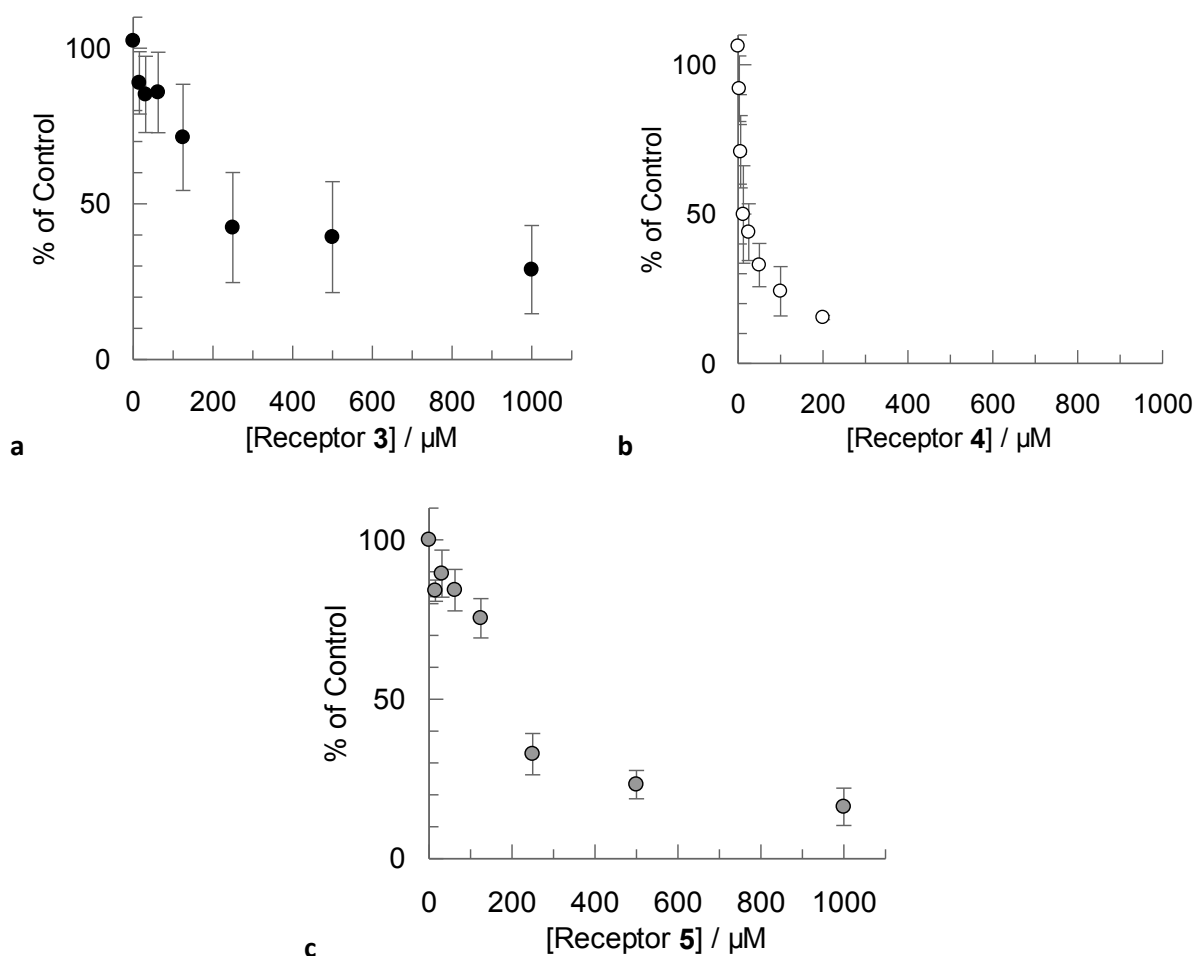 100
50
0
% of Control
0 200 400 600 800 1000
[Receptor 3] / µM
a
100
50
0
% of Control
0 200 400 600 800 1000
[Receptor 4] / µM
b
100
50
0
% of Control
0 200 400 600 800 1000
[Receptor 5] / µM
c